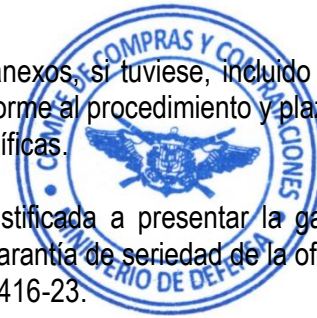 anexos, si tuviese, incluido
orme al procedimiento y plaz
íficas.
stificada a presentar la ga
arantía de seriedad de la of
416-23.
COMITÉ DE COMPRAS Y CONTRATACIONES
MINISTERIO DE DEFENSA